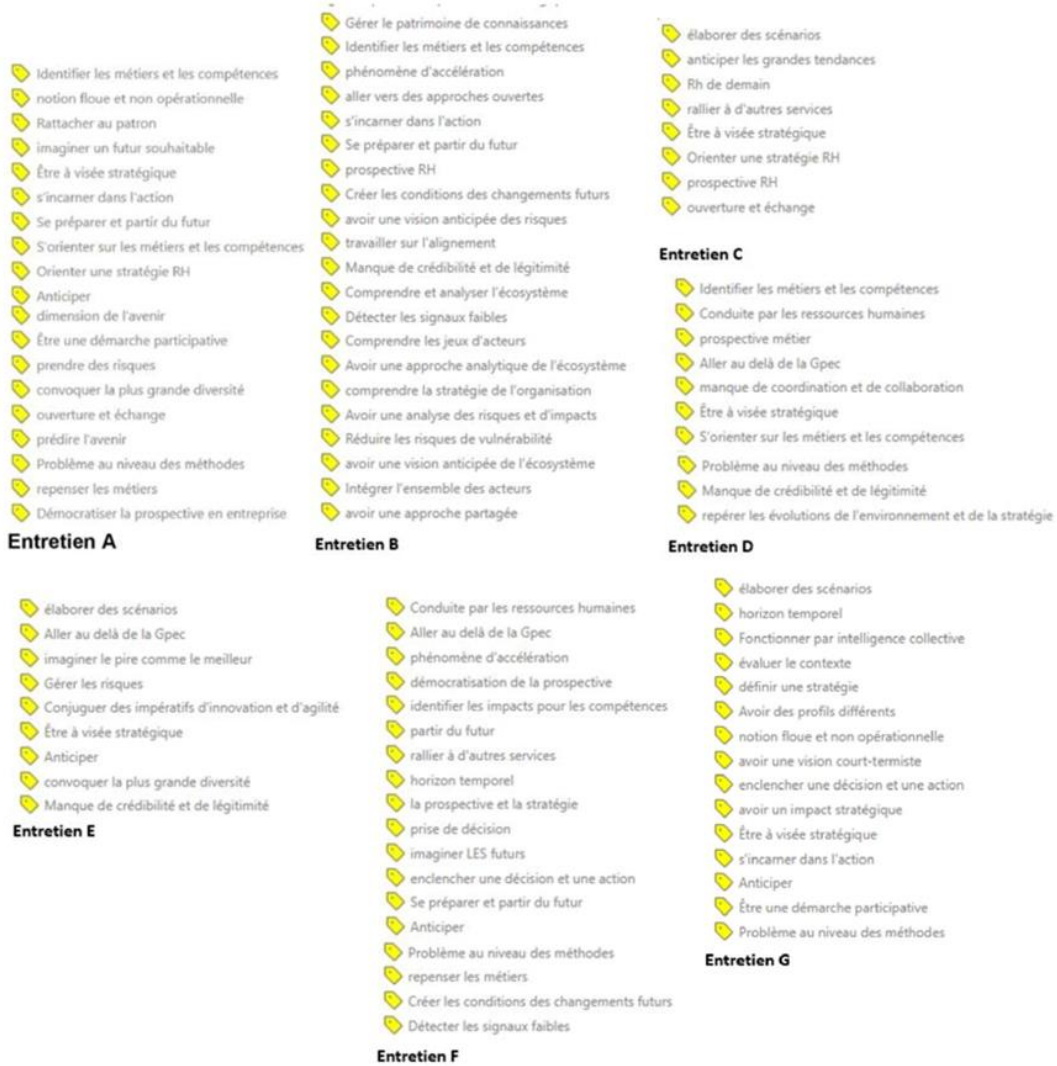 Identifier les métiers et les compétences
notion floue et non opérationnelle
Rattacher au patron
imaginer un futur souhaitable
Être à visée stratégique
s'incarner dans l'action
Se préparer et partir du futur
S'orienter sur les métiers et les compétences
Orienter une stratégie RH
Anticiper
dimension de l'avenir
Être une démarche participative
prendre des risques
convoquer la plus grande diversité
ouverture et échange
prédire l'avenir
Problème au niveau des méthodes
repenser les métiers
Démocratiser la prospective en entreprise
Entretien A
Gérer le patrimoine de connaissances
Identifier les métiers et les compétences
phénomène d'accélération
aller vers des approches ouvertes
s'incarner dans l'action
Se préparer et partir du futur
prospective RH
Créer les conditions des changements futurs
avoir une vision anticipée des risques
travailler sur l'alignement
Manque de crédibilité et de légitimité
Comprendre et analyser l'écosystème
Détecter les signaux faibles
Comprendre les jeux d'acteurs
Avoir une approche analytique de l'écosystème
comprendre la stratégie de l'organisation
Avoir une analyse des risques et d'impacts
Réduire les risques de vulnérabilité
avoir une vision anticipée de l'écosystème
Intégrer l'ensemble des acteurs
avoir une approche partagée
Entretien B
élaborer des scénarios
anticiper les grandes tendances
Rh de demain
rallier à d'autres services
Être à visée stratégique
Orienter une stratégie RH
prospective RH
ouverture et échange
Entretien C
Identifier les métiers et les compétences
Conduite par les ressources humaines
prospective métier
Aller au delà de la Gpec
manque de coordination et de collaboration
Être à visée stratégique
S'orienter sur les métiers et les compétences
Problème au niveau des méthodes
Manque de crédibilité et de légitimité
repérer les évolutions de l'environnement et de la stratégie
Entretien D
élaborer des scénarios
Aller au delà de la Gpec
imaginer le pire comme le meilleur
Gérer les risques
Conjuguer des impératifs d'innovation et d'agilité
Être à visée stratégique
Anticiper
convoquer la plus grande diversité
Manque de crédibilité et de légitimité
Entretien E
Conduite par les ressources humaines
Aller au delà de la Gpec
phénomène d'accélération
démocratisation de la prospective
identifier les impacts pour les compétences
partir du futur
rallier à d'autres services
horizon temporel
la prospective et la stratégie
prise de décision
imaginer LES futurs
enclencher une décision et une action
Se préparer et partir du futur
Anticiper
Problème au niveau des méthodes
repenser les métiers
Créer les conditions des changements futurs
Détecter les signaux faibles
Entretien F
élaborer des scénarios
horizon temporel
Fonctionner par intelligence collective
évaluer le contexte
définir une stratégie
Avoir des profils différents
notion floue et non opérationnelle
avoir une vision court-termiste
enclencher une décision et une action
avoir un impact stratégique
Être à visée stratégique
s'incarner dans l'action
Anticiper
Être une démarche participative
Problème au niveau des méthodes
Entretien G